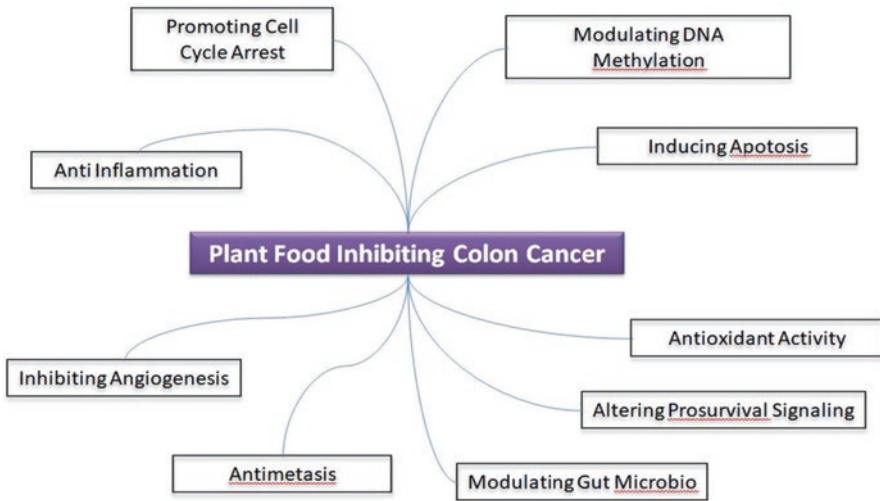 Promoting Cell
Cycle Arrest
Modulating DNA
Methylation
Anti Inflammation
Inducing Apotosis
Plant Food Inhibiting Colon Cancer
Antioxidant Activity
Inhibiting Angiogenesis
Altering Prosurvival Signaling
Antimetasis
Modulating Gut Microbio